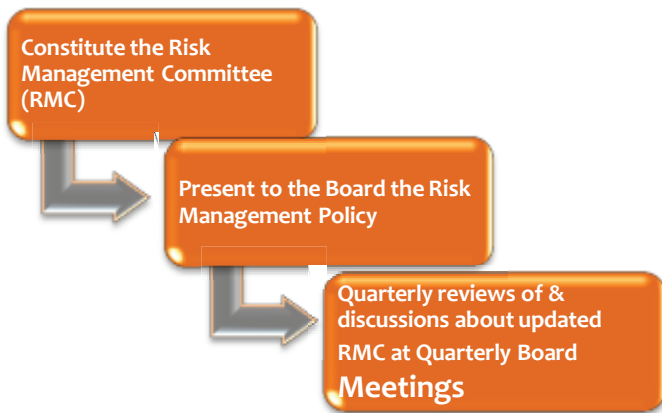 Constitute the Risk
Management Committee
(RMC)
Present to the Board the Risk
Management Policy
Quarterly reviews of &
discussions about updated
RMC at Quarterly Board
Meetings